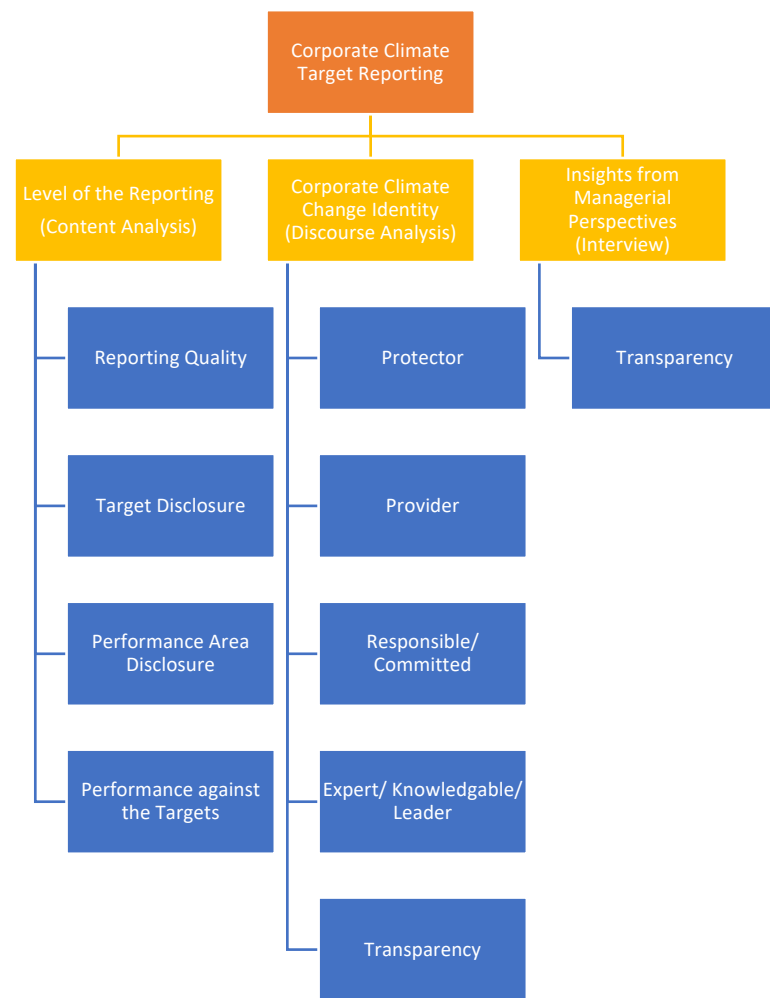 Corporate Climate
Target Reporting
Level of the Reporting
(Content Analysis)
Corporate Climate
Change Identity
(Discourse Analysis)
Insights from
Managerial
Perspectives
(Interview)
Reporting Quality
Target Disclosure
Performance Area
Disclosure
Performance against
the Targets
Protector
Provider
Responsible/
Committed
Expert/ Knowledgable/
Leader
Transparency
Transparency